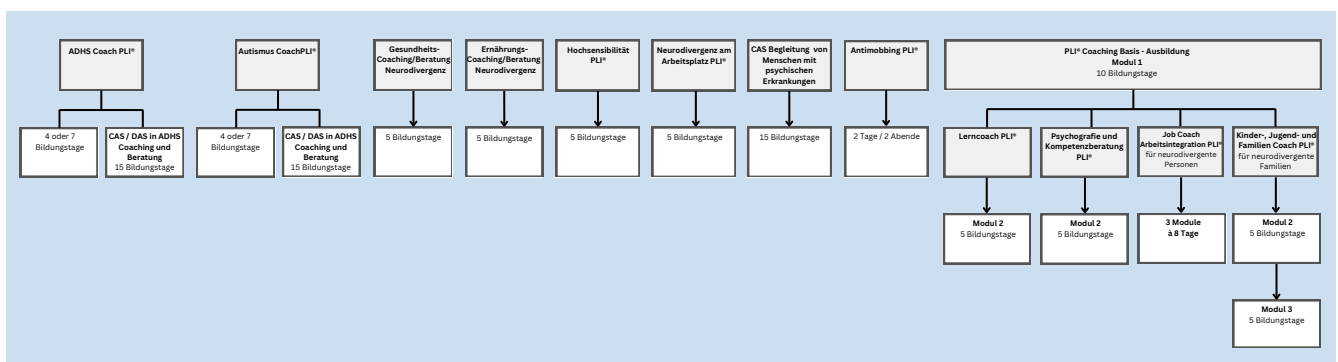 ADHS Coach PLI®
Autismus CoachPLI®
Gesundheits-
Coaching/Beratung
Neurodivergenz
Ernährungs-
Coaching/Beratung
Neurodivergenz
Hochsensibilität
PLI®
Neurodivergenz am
Arbeitsplatz PLI®
CAS Begleitung von
Menschen mit
psychischen
Erkrankungen
Antimobbing PLI®
PLI® Coaching Basis - Ausbildung
Modul 1
10 Bildungstage
4 oder 7
Bildungstage
CAS / DAS in ADHS
Coaching und
Beratung
15 Bildungstage
4 oder 7
Bildungstage
CAS / DAS in ADHS
Coaching und
Beratung
15 Bildungstage
5 Bildungstage
5 Bildungstage
5 Bildungstage
5 Bildungstage
15 Bildungstage
2 Tage / 2 Abende
Lerncoach PLI®
Psychografie und
Kompetenzberatung
PLI®
Job Coach
Arbeitsintegration PLI®
für neurodivergente
Personen
Kinder-, Jugend- und
Familien Coach PLI®
für neurodivergente
Familien
Modul 2
5 Bildungstage
Modul 2
5 Bildungstage
3 Module
à 8 Tage
Modul 2
5 Bildungstage
Modul 3
5 Bildungstage